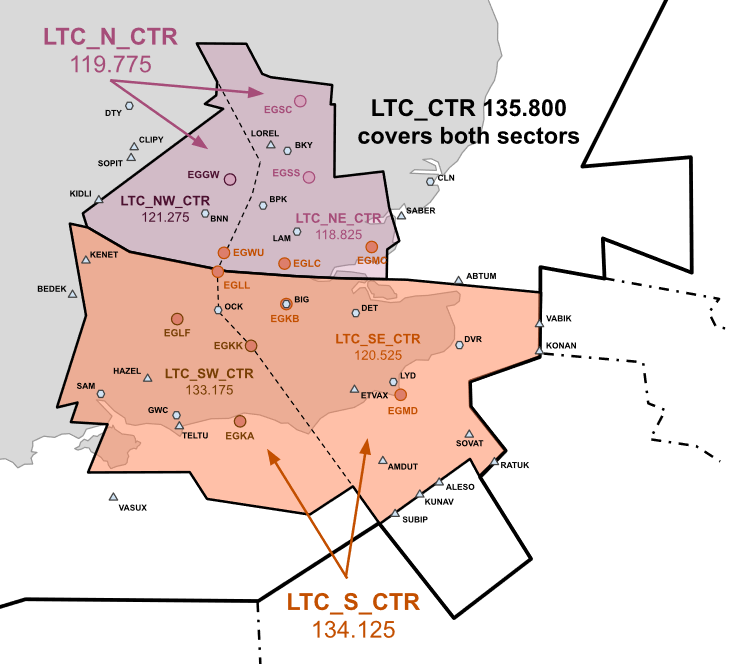 LTC_N_CTR
119.775
LTC_CTR 135.800
covers both sectors
DTY
EGSC
CLIPY
SOPIT
LOREL
BKY
EGGW
EGSS
CLN
KIDLI
LTC_NW_CTR
121.275
BNN
BPK
LTC_NE_CTR
118.825
SABER
LAM
KENET
EGWU
EGLC
EGMC
EGLL
ABTUM
BEDEK
OCK
BIG
EGKB
DET
VABIK
EGLF
EGKK
LTC_SE_CTR
120.525
DVR
KONAN
HAZEL
LTC_SW_CTR
133.175
SAM
LYD
ETVAX
EGMD
GWC
TELTU
EGKA
SOVAT
AMDUT
RATUK
ALESO
KUNAV
VASUX
SUBIP
LTC_S_CTR
134.125